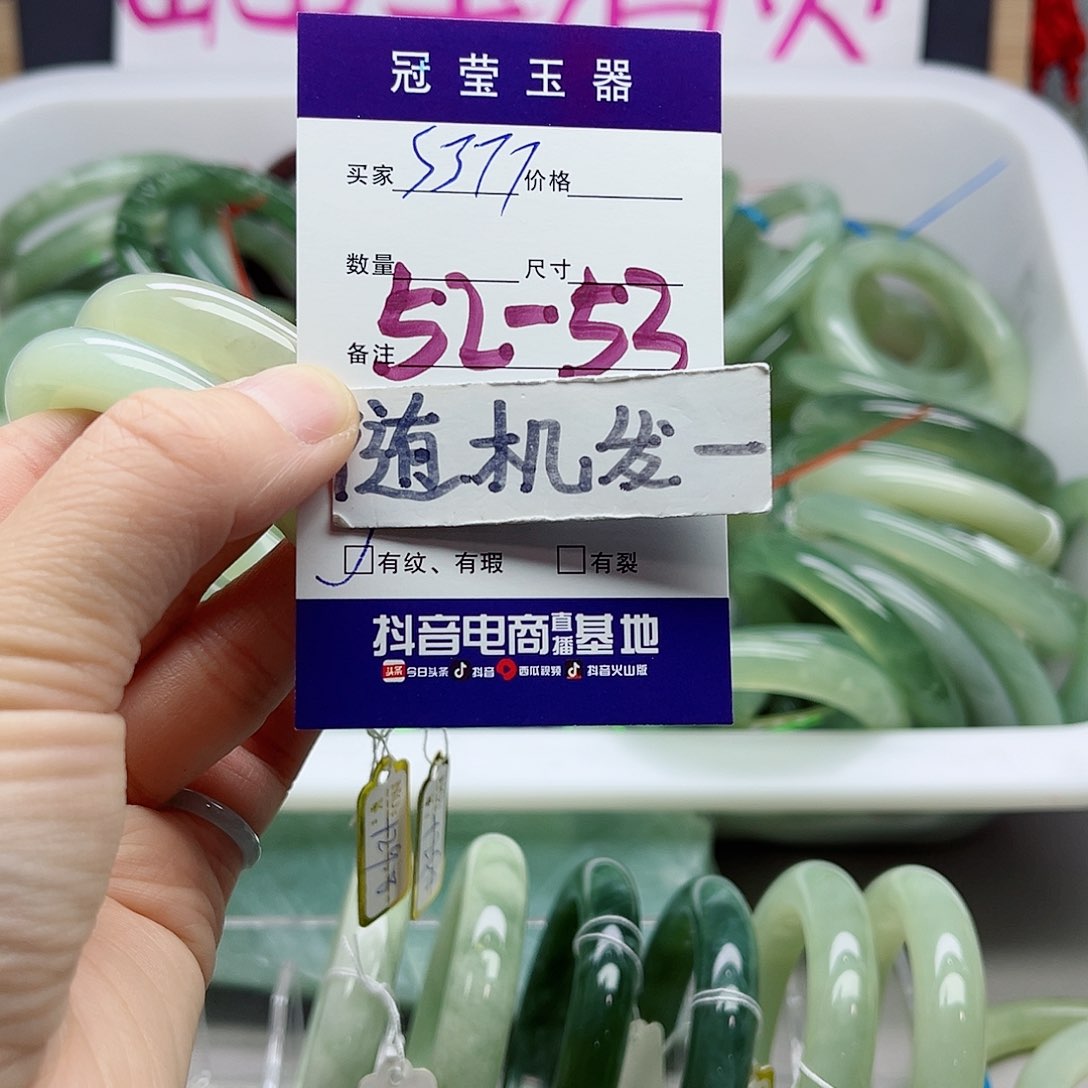 冠莹玉器
买家 5377 价格
数量 尺寸
52-53
备注
随机发一
有纹、有瑕 有裂
抖音电商直播基地
头条 今日头条 抖音 西瓜视频 抖音火山版